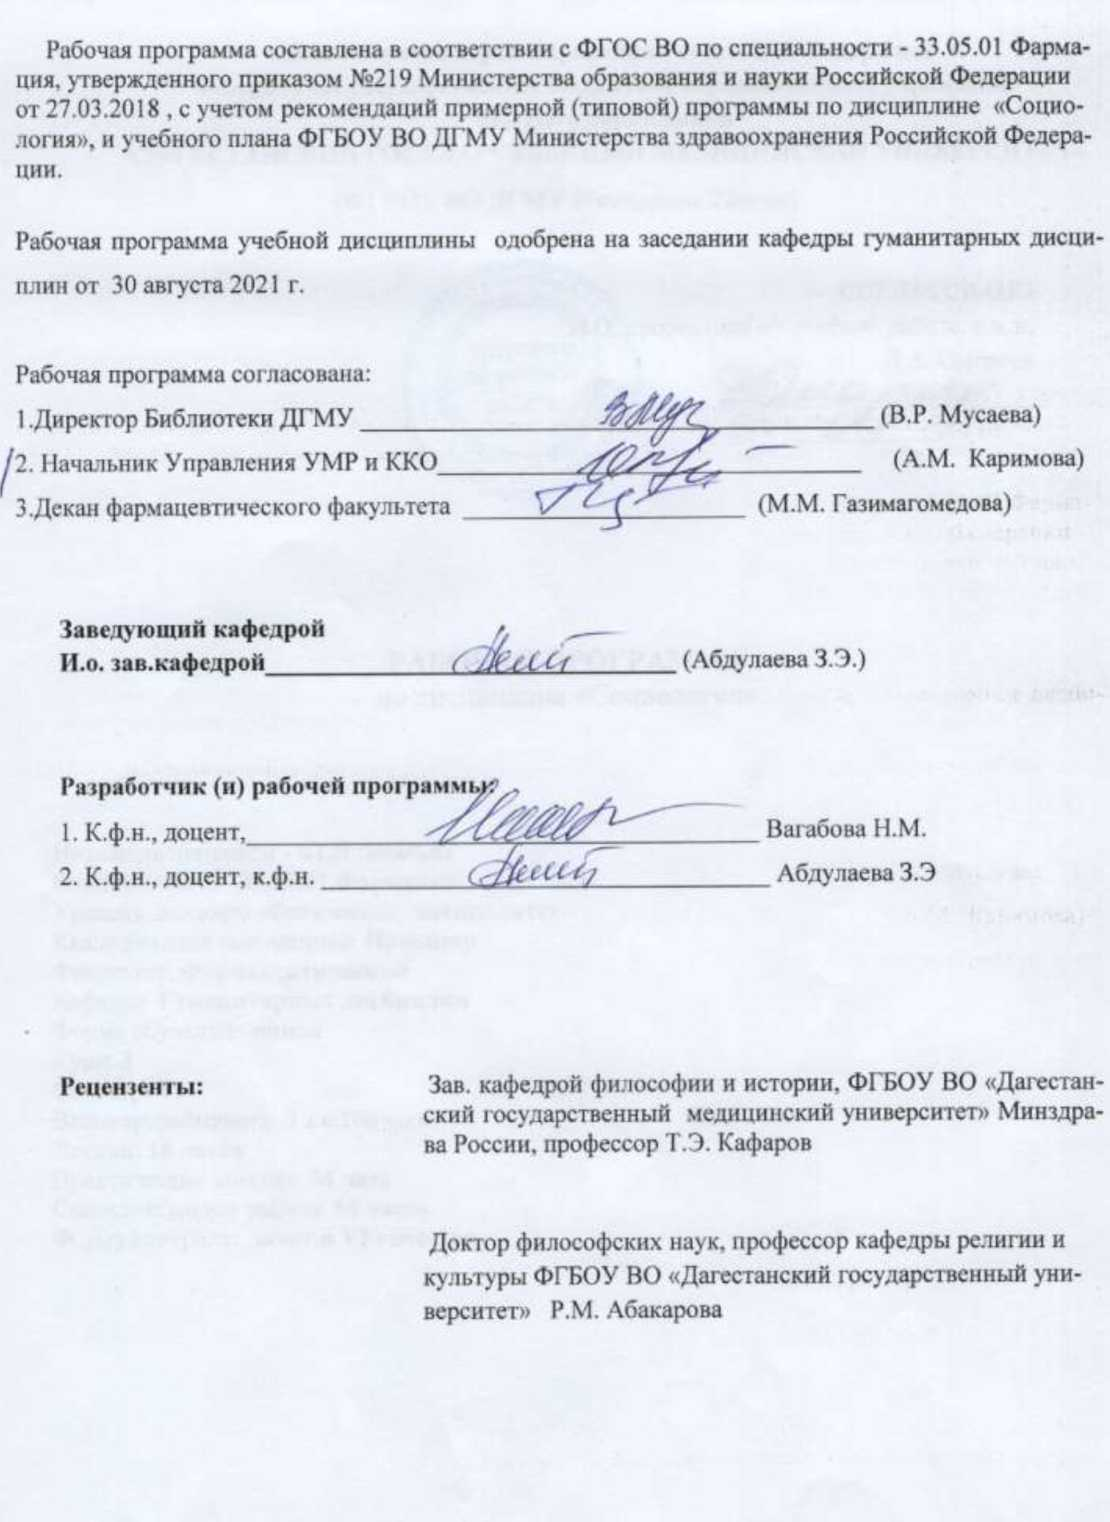 Рабочая программа составлена в соответствии с ФГОС ВО по специальности - 33.05.01 Фарма-
ция, утвержденного приказом №219 Министерства образования и науки Российской Федерации
от 27.03.2018 , с учетом рекомендаций примерной (типовой) программы по дисциплине «Социо-
логия», и учебного плана ФГБОУ ВО ДГМУ Министерства здравоохранения Российской Федера-
ции.
Рабочая программа учебной дисциплины одобрена на заседании кафедры гуманитарных дисци-
плин от 30 августа 2021 г.
Рабочая программа согласована:
1.Директор Библиотеки ДГМУ (В.Р. Мусаева)
2. Начальник Управления УМР и ККО (А.М. Каримова)
3.Декан фармацевтического факультета (М.М. Газимагомедова)
Заведующий кафедрой
И.о. зав.кафедрой (Абдулаева З.Э.)
Разработчик (и) рабочей программы:
1. К.ф.н., доцент, Вагабова Н.М.
2. К.ф.н., доцент, к.ф.н. Абдулаева З.Э
Рецензенты: Зав. кафедрой философии и истории, ФГБОУ ВО «Дагестан-
ский государственный медицинский университет» Минздра-
ва России, профессор Т.Э. Кафаров
Доктор философских наук, профессор кафедры религии и
культуры ФГБОУ ВО «Дагестанский государственный уни-
верситет» Р.М. Абакарова